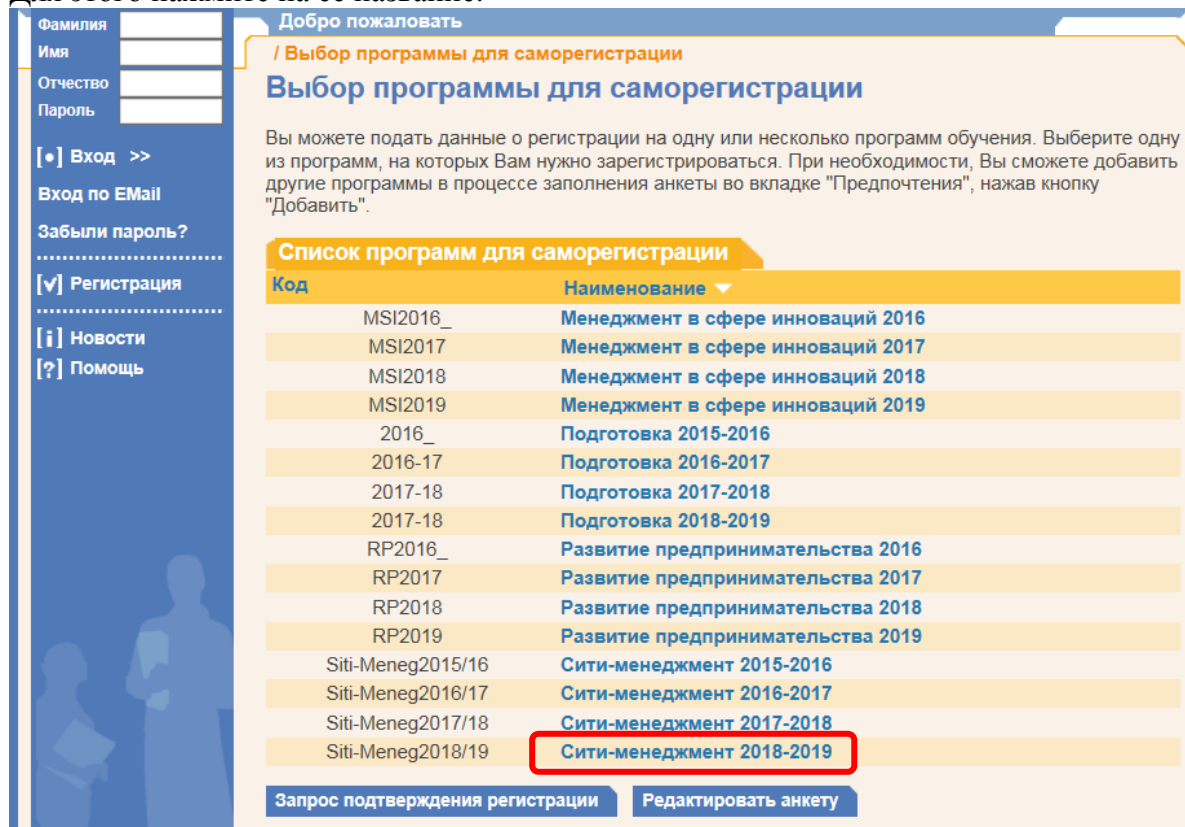 Для этого нажмите на ее название.
Фамилия
Имя
Отчество
Пароль
[•] Вход >>
Вход по EMail
Забыли пароль?
[√] Регистрация
[i] Новости
[?] Помощь
Добро пожаловать
/ Выбор программы для саморегистрации
Выбор программы для саморегистрации
Вы можете подать данные о регистрации на одну или несколько программ обучения. Выберите одну
из программ, на которых Вам нужно зарегистрироваться. При необходимости, Вы сможете добавить
другие программы в процессе заполнения анкеты во вкладке "Предпочтения", нажав кнопку
"Добавить".
Список программ для саморегистрации
Код Наименование
MSI2016_ Менеджмент в сфере инноваций 2016
MSI2017 Менеджмент в сфере инноваций 2017
MSI2018 Менеджмент в сфере инноваций 2018
MSI2019 Менеджмент в сфере инноваций 2019
2016_ Подготовка 2015-2016
2016-17 Подготовка 2016-2017
2017-18 Подготовка 2017-2018
2017-18 Подготовка 2018-2019
RP2016_ Развитие предпринимательства 2016
RP2017 Развитие предпринимательства 2017
RP2018 Развитие предпринимательства 2018
RP2019 Развитие предпринимательства 2019
Siti-Meneg2015/16 Сити-менеджмент 2015-2016
Siti-Meneg2016/17 Сити-менеджмент 2016-2017
Siti-Meneg2017/18 Сити-менеджмент 2017-2018
Siti-Meneg2018/19 Сити-менеджмент 2018-2019
Запрос подтверждения регистрации Редактировать анкету